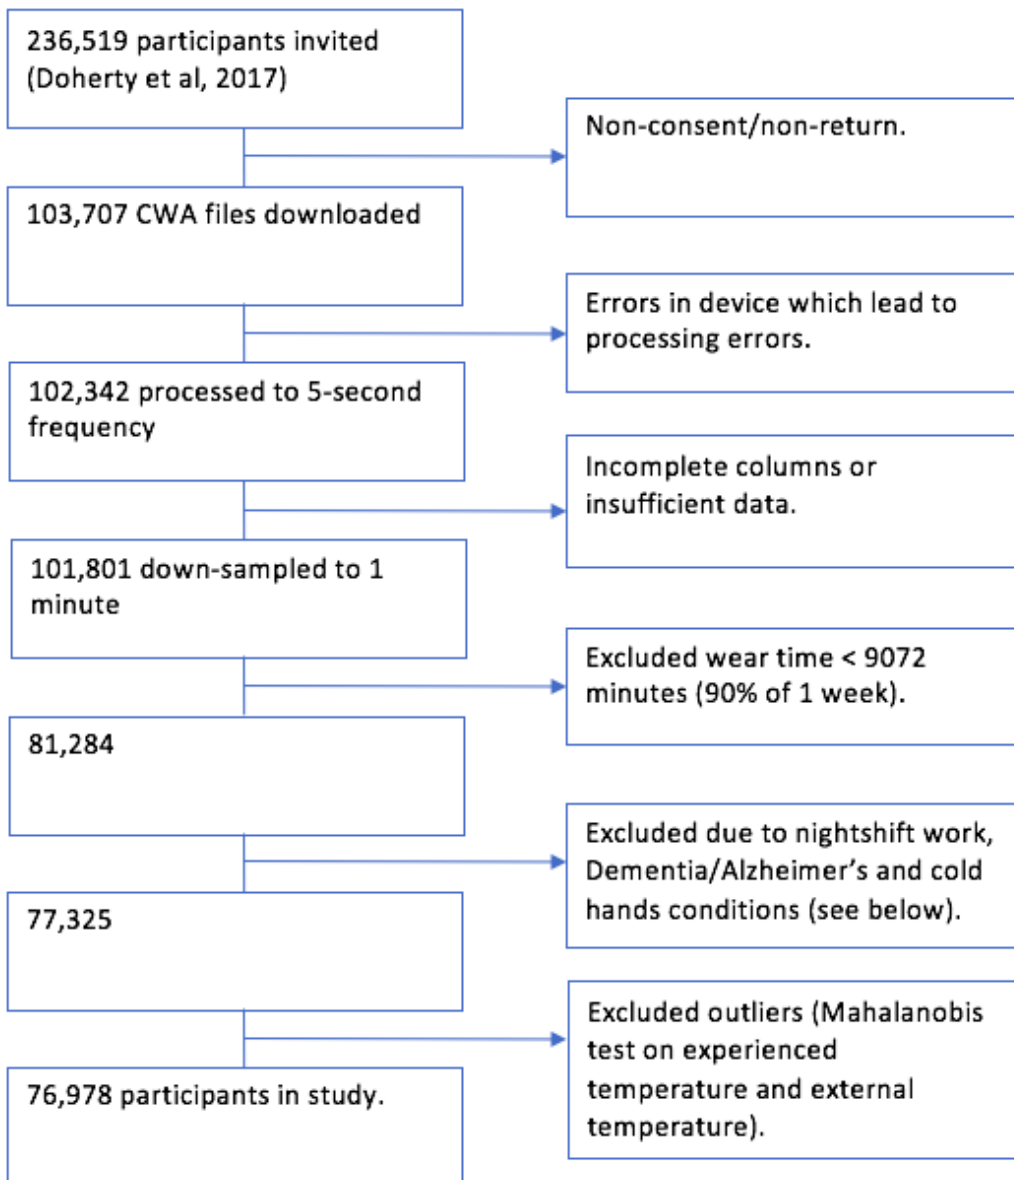 236,519 participants invited
(Doherty et al, 2017)
Non-consent/non-return.
103,707 CWA files downloaded
Errors in device which lead to
processing errors.
102,342 processed to 5-second
frequency
Incomplete columns or
insufficient data.
101,801 down-sampled to 1
minute
Excluded wear time < 9072
minutes (90% of 1 week).
81,284
Excluded due to nightshift work,
Dementia/Alzheimer’s and cold
hands conditions (see below).
77,325
Excluded outliers (Mahalanobis
test on experienced
temperature and external
temperature).
76,978 participants in study.